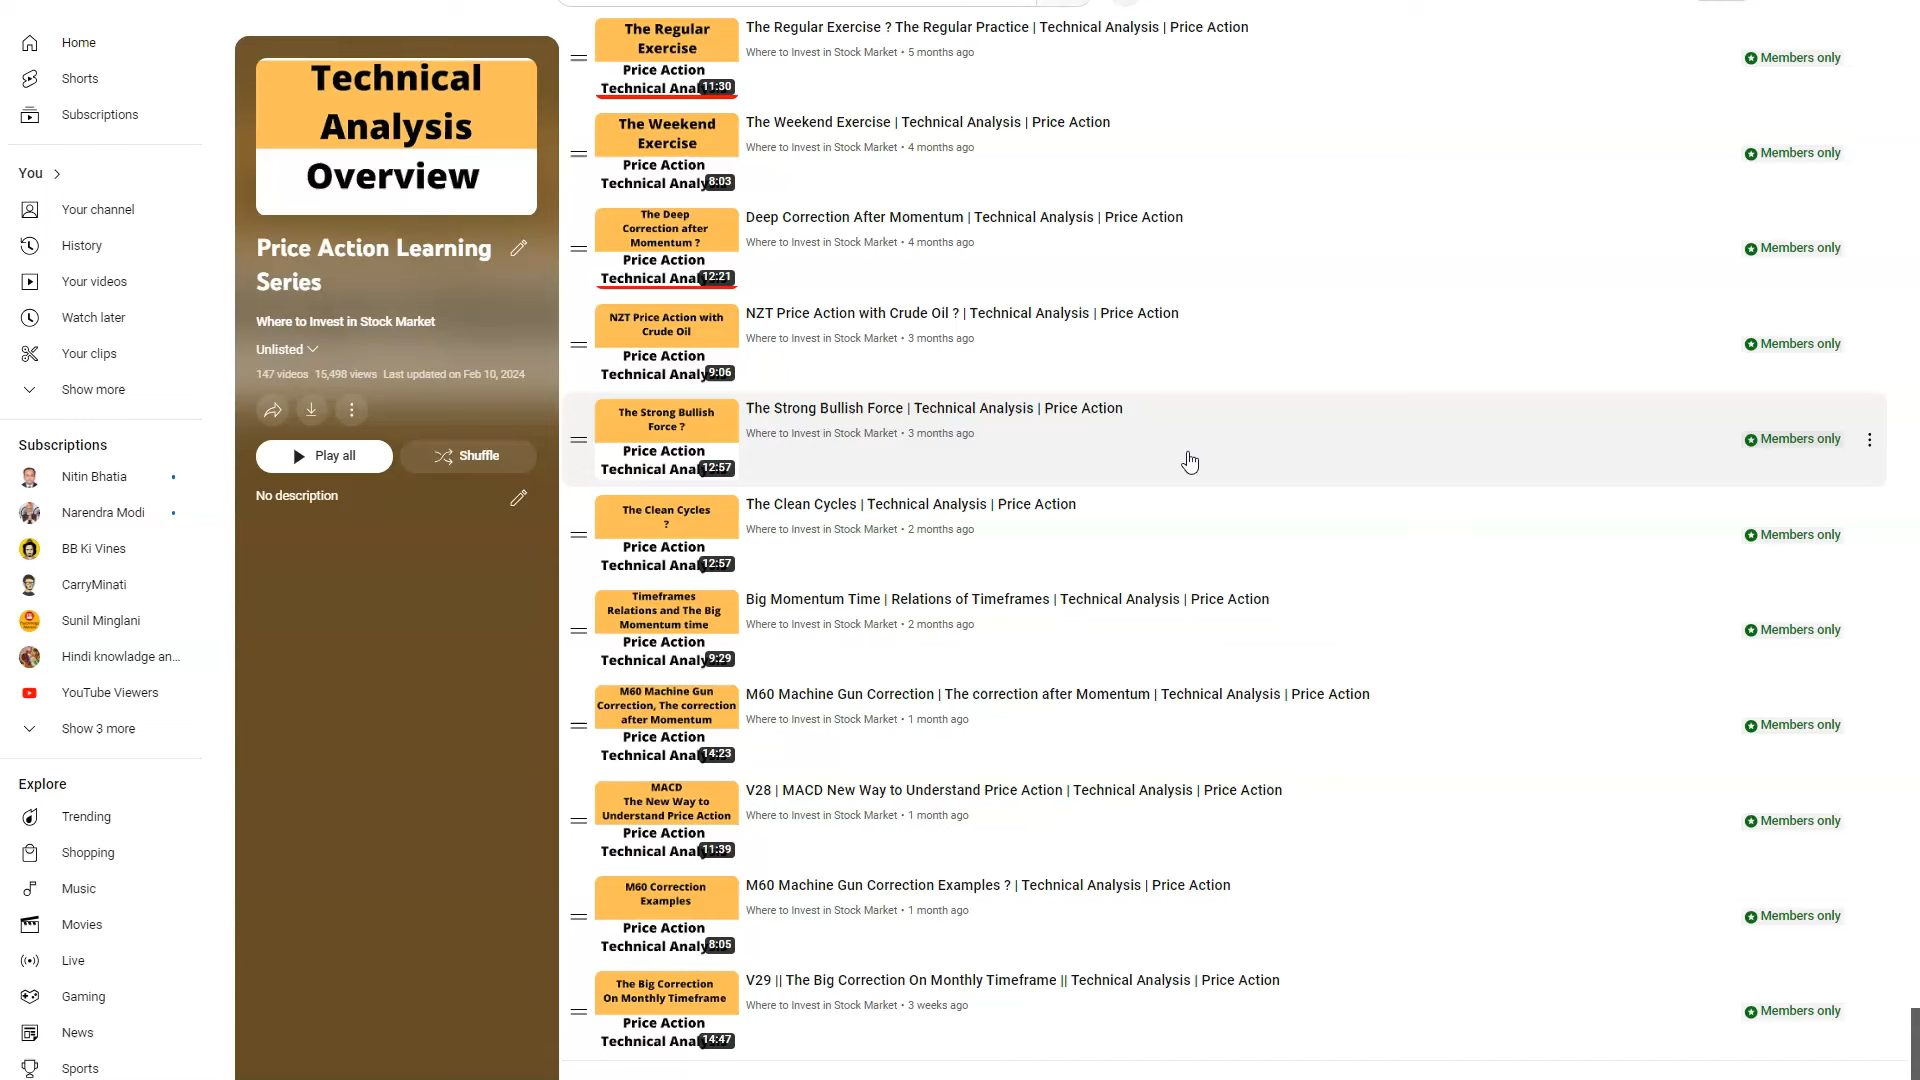 Home
Shorts
Subscriptions
You
Your channel
History
Your videos
Watch later
Your clips
Show more
Subscriptions
Nitin Bhatia
Narendra Modi
BB Ki Vines
CarryMinati
Sunil Minglani
Hindi knowladge an...
YouTube Viewers
Show 3 more
Explore
Trending
Shopping
Music
Movies
Live
Gaming
News
Sports
Technical
Analysis
Overview
Price Action Learning
Series
Where to Invest in Stock Market
Unlisted
147 videos 15,498 views Last updated on Feb 10, 2024
Play all
Shuffle
No description
The Regular
Exercise
Price Action
Technical Anal
11:30
The Regular Exercise ? The Regular Practice | Technical Analysis | Price Action
Where to Invest in Stock Market • 5 months ago
Members only
The Weekend
Exercise
Price Action
Technical Analy
8:03
The Weekend Exercise | Technical Analysis | Price Action
Where to Invest in Stock Market • 4 months ago
Members only
The Deep
Correction after
Momentum ?
Price Action
Technical Anal
12:21
Deep Correction After Momentum | Technical Analysis | Price Action
Where to Invest in Stock Market • 4 months ago
Members only
NZT Price Action with
Crude Oil
Price Action
Technical Analy
9:06
NZT Price Action with Crude Oil ? | Technical Analysis | Price Action
Where to Invest in Stock Market • 3 months ago
Members only
The Strong Bullish
Force ?
Price Action
Technical Anal
12:57
The Strong Bullish Force | Technical Analysis | Price Action
Where to Invest in Stock Market • 3 months ago
Members only
The Clean Cycles
?
Price Action
Technical Anal
12:57
The Clean Cycles | Technical Analysis | Price Action
Where to Invest in Stock Market • 2 months ago
Members only
Timeframes
Relations and The Big
Momentum time
Price Action
Technical Analy
9:29
Big Momentum Time | Relations of Timeframes | Technical Analysis | Price Action
Where to Invest in Stock Market • 2 months ago
Members only
M60 Machine Gun
Correction, The correction
after Momentum
Price Action
Technical Anal
14:23
M60 Machine Gun Correction | The correction after Momentum | Technical Analysis | Price Action
Where to Invest in Stock Market • 1 month ago
Members only
MACD
The New Way to
Understand Price Action
Price Action
Technical Anal
11:39
V28 | MACD New Way to Understand Price Action | Technical Analysis | Price Action
Where to Invest in Stock Market • 1 month ago
Members only
M60 Correction
Examples
Price Action
Technical Analy
8:05
M60 Machine Gun Correction Examples ? | Technical Analysis | Price Action
Where to Invest in Stock Market • 1 month ago
Members only
The Big Correction
On Monthly Timeframe
Price Action
Technical Anal
14:47
V29 || The Big Correction On Monthly Timeframe || Technical Analysis | Price Action
Where to Invest in Stock Market • 3 weeks ago
Members only